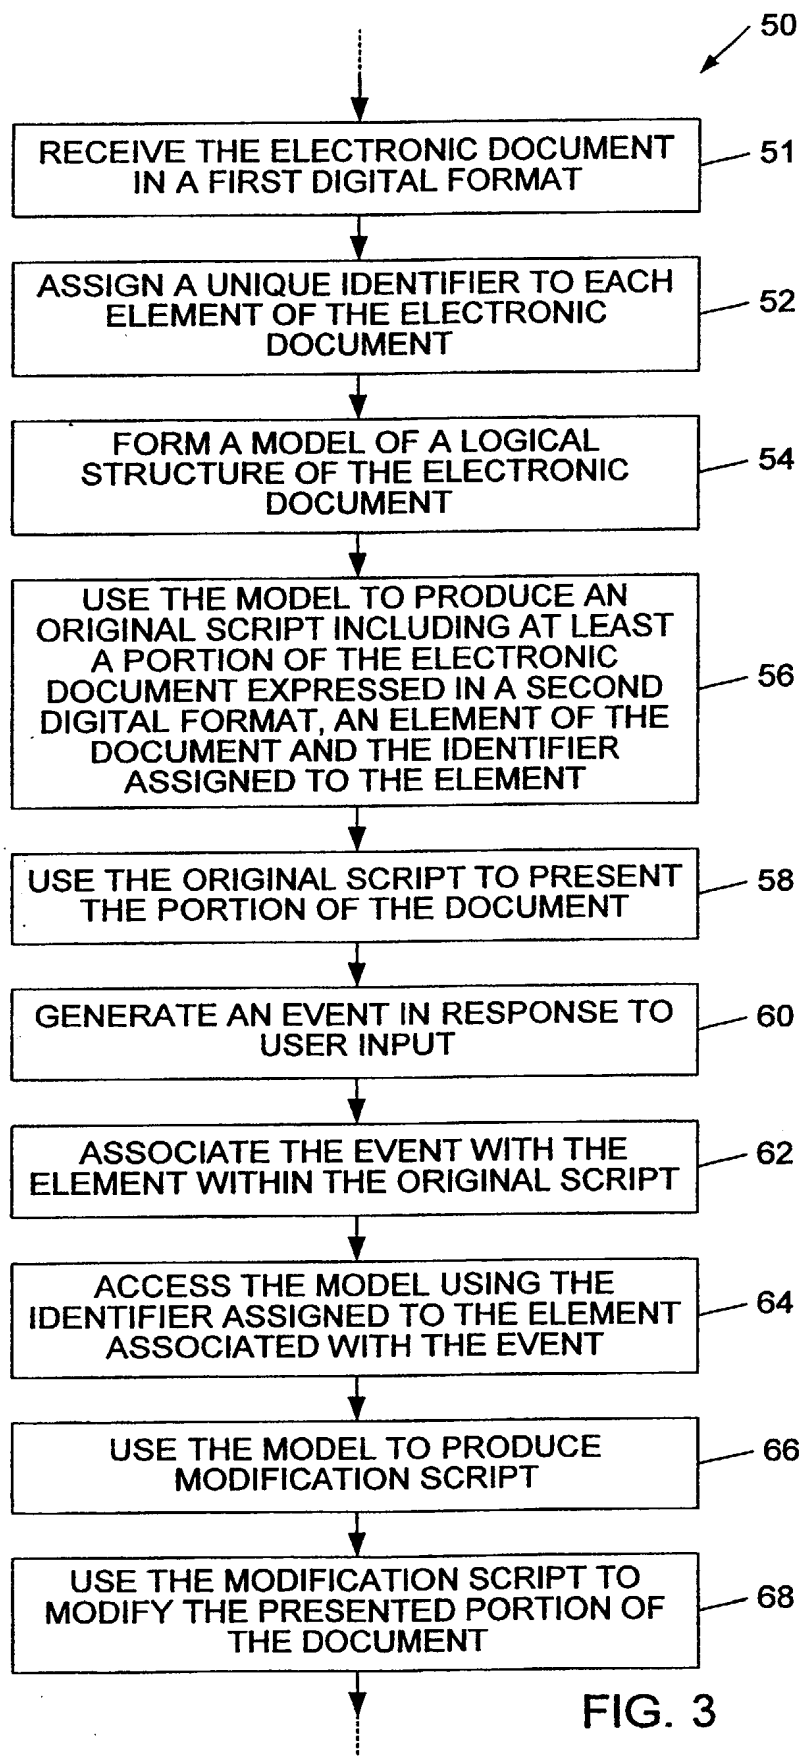 50
RECEIVE THE ELECTRONIC DOCUMENT
IN A FIRST DIGITAL FORMAT
51
ASSIGN A UNIQUE IDENTIFIER TO EACH
ELEMENT OF THE ELECTRONIC
DOCUMENT
52
FORM A MODEL OF A LOGICAL
STRUCTURE OF THE ELECTRONIC
DOCUMENT
54
USE THE MODEL TO PRODUCE AN
ORIGINAL SCRIPT INCLUDING AT LEAST
A PORTION OF THE ELECTRONIC
DOCUMENT EXPRESSED IN A SECOND
DIGITAL FORMAT, AN ELEMENT OF THE
DOCUMENT AND THE IDENTIFIER
ASSIGNED TO THE ELEMENT
56
USE THE ORIGINAL SCRIPT TO PRESENT
THE PORTION OF THE DOCUMENT
58
GENERATE AN EVENT IN RESPONSE TO
USER INPUT
60
ASSOCIATE THE EVENT WITH THE
ELEMENT WITHIN THE ORIGINAL SCRIPT
62
ACCESS THE MODEL USING THE
IDENTIFIER ASSIGNED TO THE ELEMENT
ASSOCIATED WITH THE EVENT
64
USE THE MODEL TO PRODUCE
MODIFICATION SCRIPT
66
USE THE MODIFICATION SCRIPT TO
MODIFY THE PRESENTED PORTION OF
THE DOCUMENT
68
FIG. 3